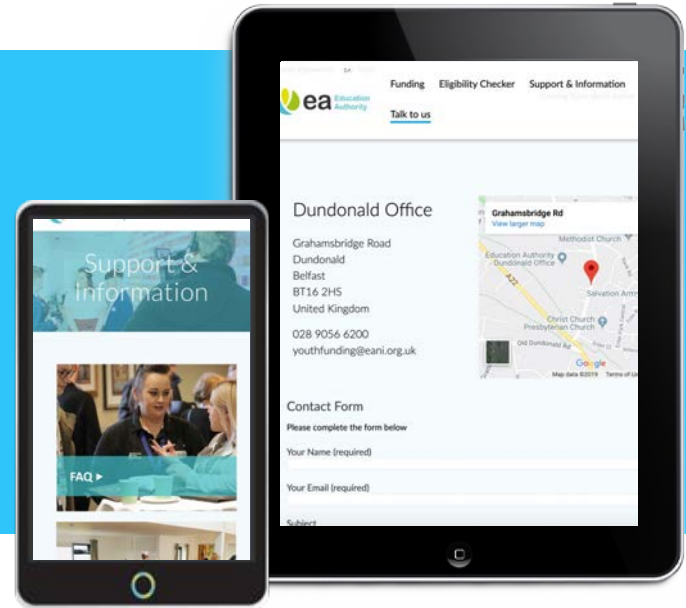 Support &
information
FAQ ▸
ea Education
Authority
Funding Eligibility Checker Support & Information
Talk to us
Dundonald Office
Grahamsbridge Road
Dundonald
Belfast
BT16 2HS
United Kingdom
028 9056 6200
youthfunding@eani.org.uk
Grahamsbridge Rd
View larger map
Methodist Church
Education Authority
Dundonald Office
A22
Salvation Army
Christ Church
Presbyterian Church
Old Dundonald Rd
Google
Map data ©2019 Terms of
Contact Form
Please complete the form below
Your Name (required)
Your Email (required)
Subject